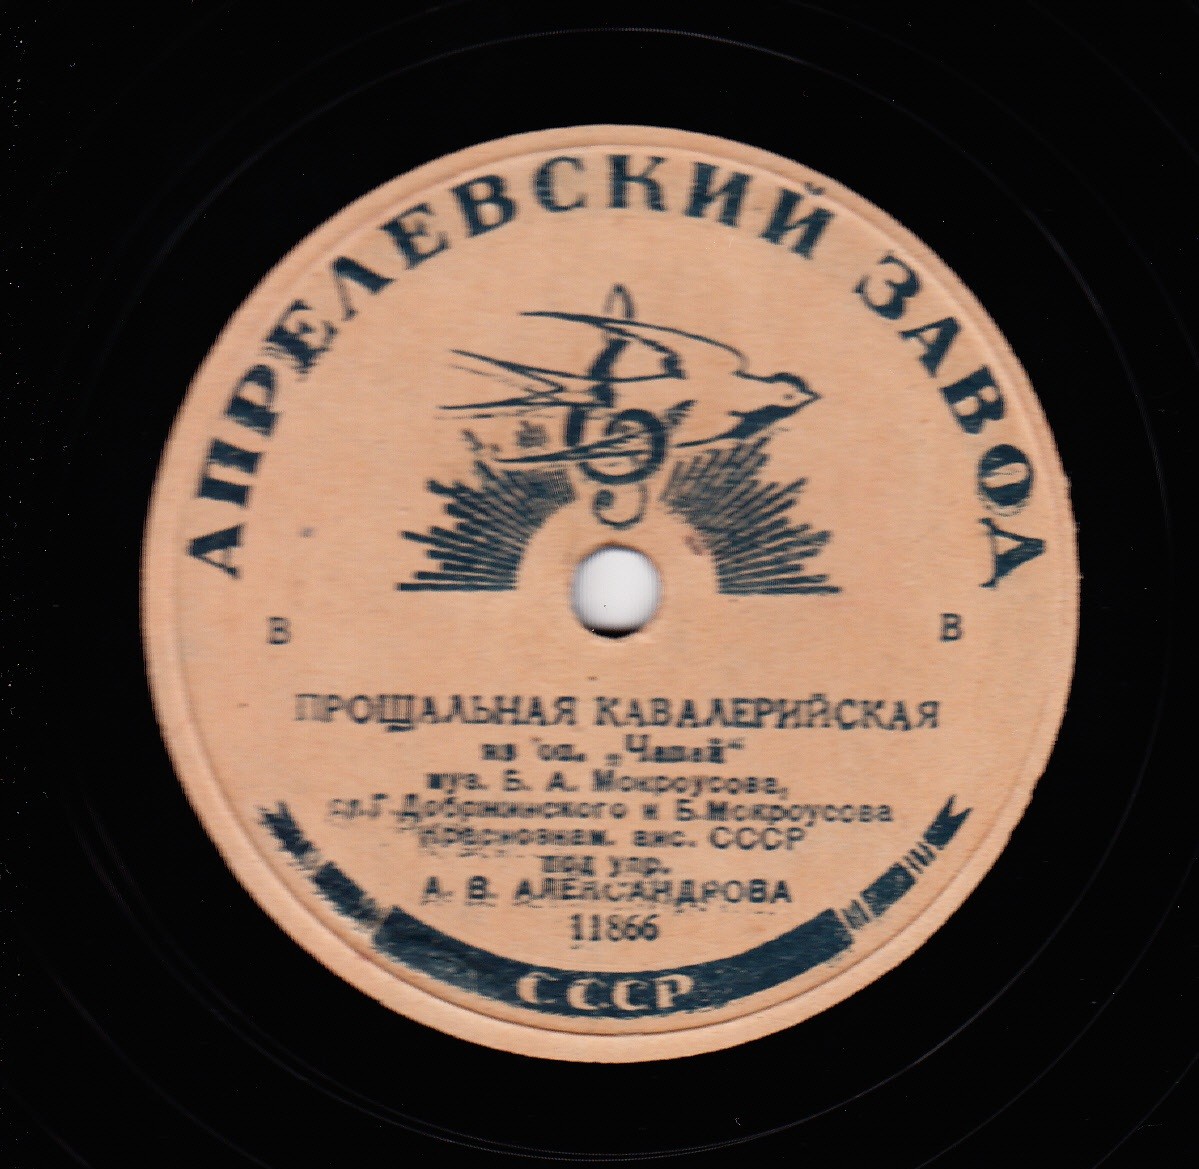 АПРЕЛЕВСКИЙ ЗАВОД
В В
ПРОЩАЛЬНАЯ КАВАЛЕРИЙСКАЯ
из оп. „Чапай“
муз. Б. А. Мокроусова,
сл. Г. Добржинского и Б. Мокроусова
Краснознам. анс. СССР
под упр.
А. В. АЛЕКСАНДРОВА
11866
СССР